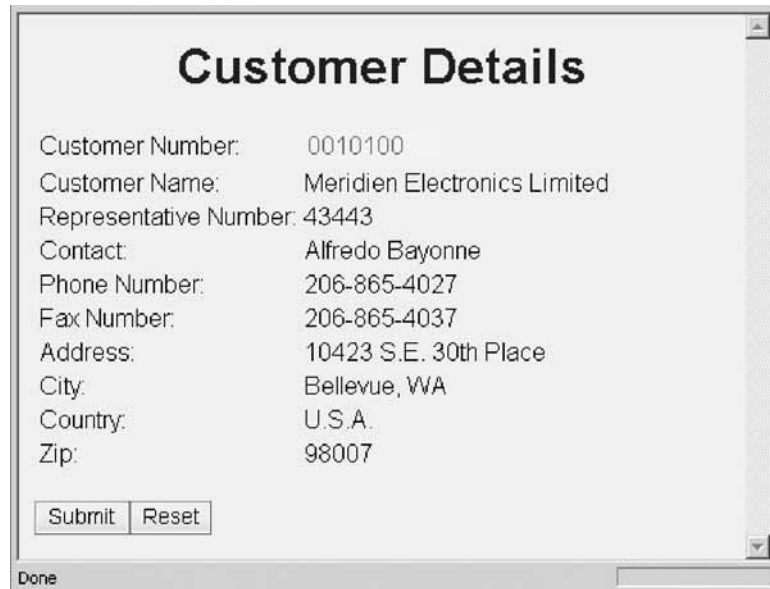 Customer Details
Customer Number: 0010100
Customer Name: Meridien Electronics Limited
Representative Number: 43443
Contact: Alfredo Bayonne
Phone Number: 206-865-4027
Fax Number: 206-865-4037
Address: 10423 S.E. 30th Place
City: Bellevue, WA
Country: U.S.A.
Zip: 98007
Submit Reset
Done